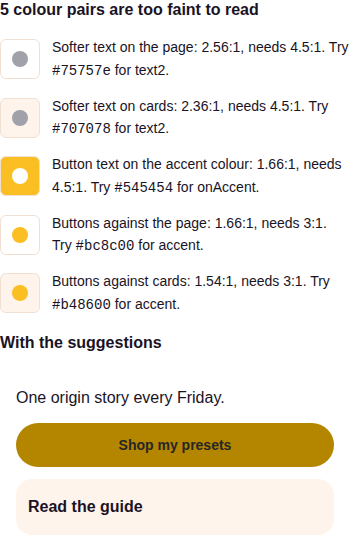 5 colour pairs are too faint to read
Softer text on the page: 2.56:1, needs 4.5:1. Try
#75757e for text2.
Softer text on cards: 2.36:1, needs 4.5:1. Try
#707078 for text2.
Button text on the accent colour: 1.66:1, needs
4.5:1. Try #545454 for onAccent.
Buttons against the page: 1.66:1, needs 3:1.
Try #bc8c00 for accent.
Buttons against cards: 1.54:1, needs 3:1. Try
#b48600 for accent.
With the suggestions
One origin story every Friday.
Shop my presets
Read the guide